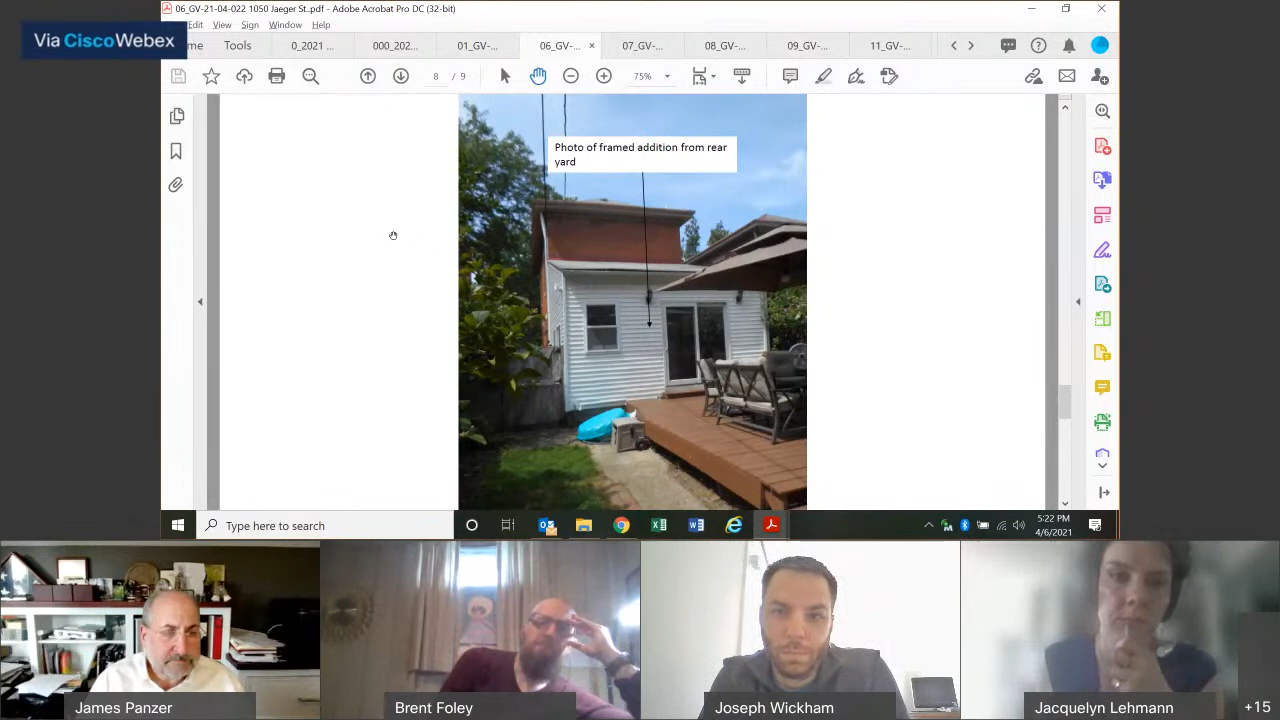 06_GV-21-04-022 1050 Jaeger St..pdf - Adobe Acrobat Pro DC (32-bit)
Via Cisco Webex
Edit View Sign Window Help
me Tools 0_2021 ... 000_202... 01_GV-... 06_GV-... 07_GV-... 08_GV-... 09_GV-... 11_GV-...
8 / 9 75%
Photo of framed addition from rear
yard
Type here to search
5:22 PM
4/6/2021
James Panzer
Brent Foley
Joseph Wickham
Jacquelyn Lehmann
+15